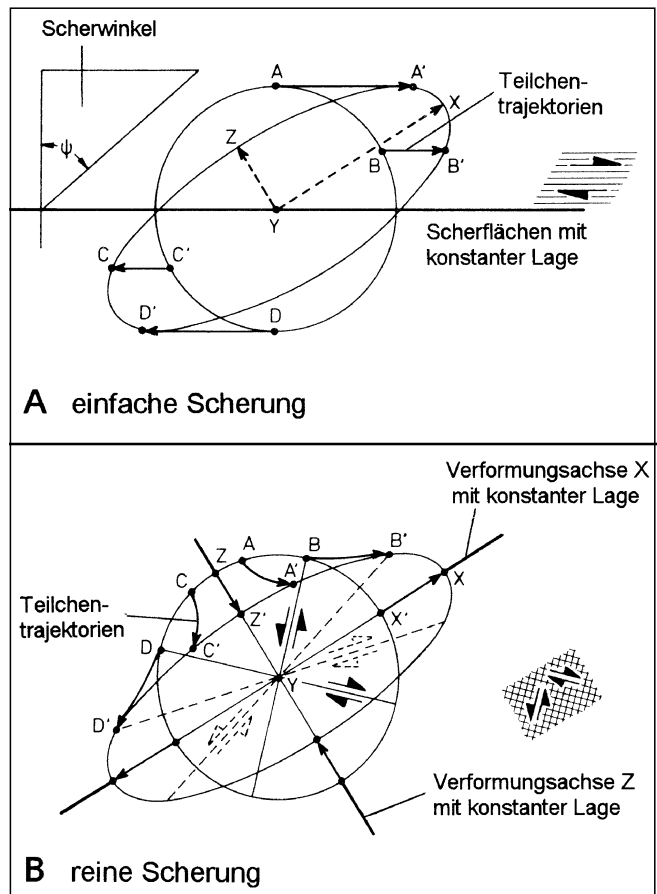 Scherwinkel
ψ
A
A'
Teilchen-
trajektorien
X
Z
B
B'
Y
Scherflächen mit
konstanter Lage
C
C'
D'
D
A einfache Scherung
Verformungsachse X
mit konstanter Lage
A
B
B'
Z
C
A'
X
Teilchen-
trajektorien
Z'
X'
D
C'
Y
D'
Verformungsachse Z
mit konstanter Lage
B reine Scherung